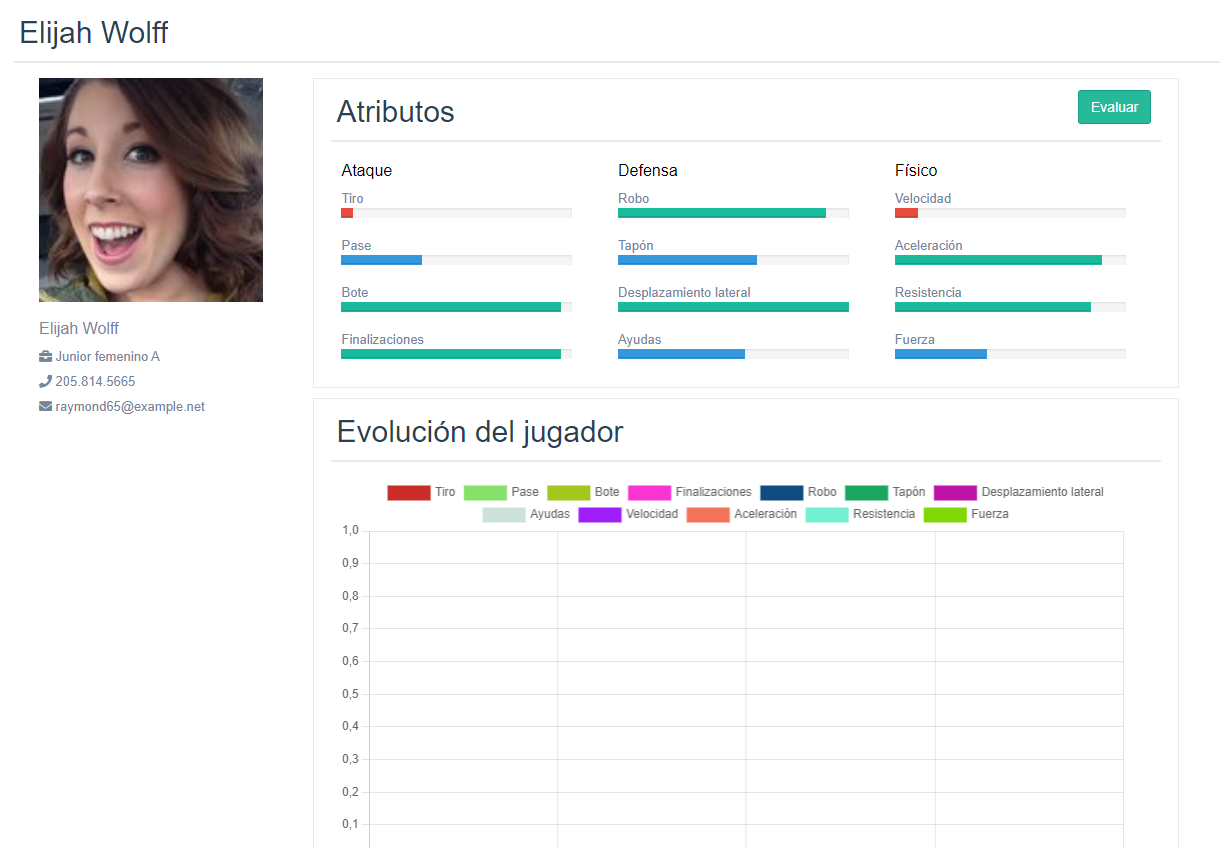 Elijah Wolff
Elijah Wolff
Junior femenino A
205.814.5665
raymond65@example.net
Atributos
Evaluar
Ataque
Tiro
Pase
Bote
Finalizaciones
Defensa
Robo
Tapón
Desplazamiento lateral
Ayudas
Físico
Velocidad
Aceleración
Resistencia
Fuerza
Evolución del jugador
Tiro Pase Bote Finalizaciones Robo Tapón Desplazamiento lateral
Ayudas Velocidad Aceleración Resistencia Fuerza
1,0
0,9
0,8
0,7
0,6
0,5
0,4
0,3
0,2
0,1